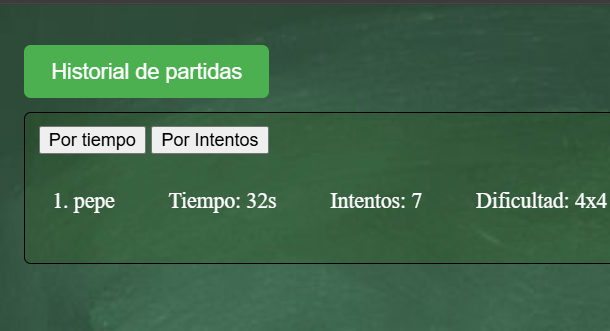 Historial de partidas
Por tiempo Por Intentos
1. pepe Tiempo: 32s Intentos: 7 Dificultad: 4x4